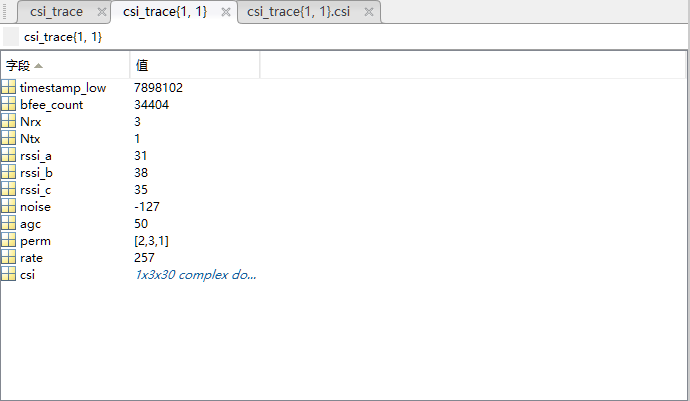 csi_trace csi_trace{1, 1} csi_trace{1, 1}.csi
csi_trace{1, 1}
字段 值
timestamp_low 7898102
bfee_count 34404
Nrx 3
Ntx 1
rssi_a 31
rssi_b 38
rssi_c 35
noise -127
agc 50
perm [2,3,1]
rate 257
csi 1x3x30 complex do...